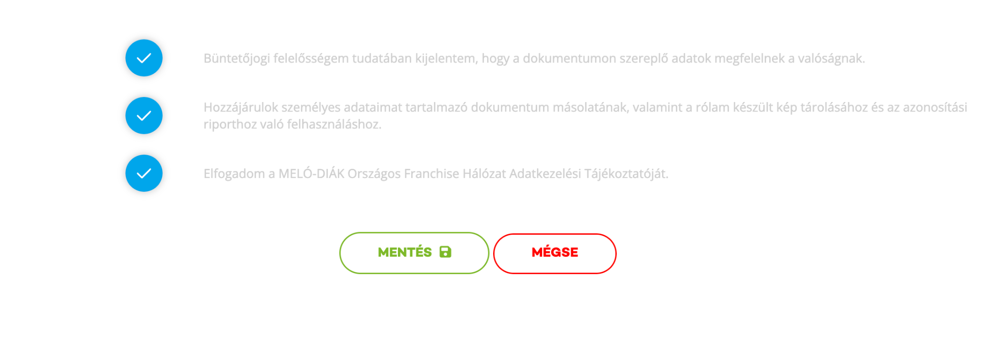 Büntetőjogi felelősségem tudatában kijelentem, hogy a dokumentumon szereplő adatok megfelelnek a valóságnak.
Hozzájárulok személyes adataimat tartalmazó dokumentum másolatának, valamint a rólam készült kép tárolásához és az azonosítási
riporthoz való felhasználáshoz.
Elfogadom a MELÓ-DIÁK Országos Franchise Hálózat Adatkezelési Tájékoztatóját.
MENTÉS
MÉGSE